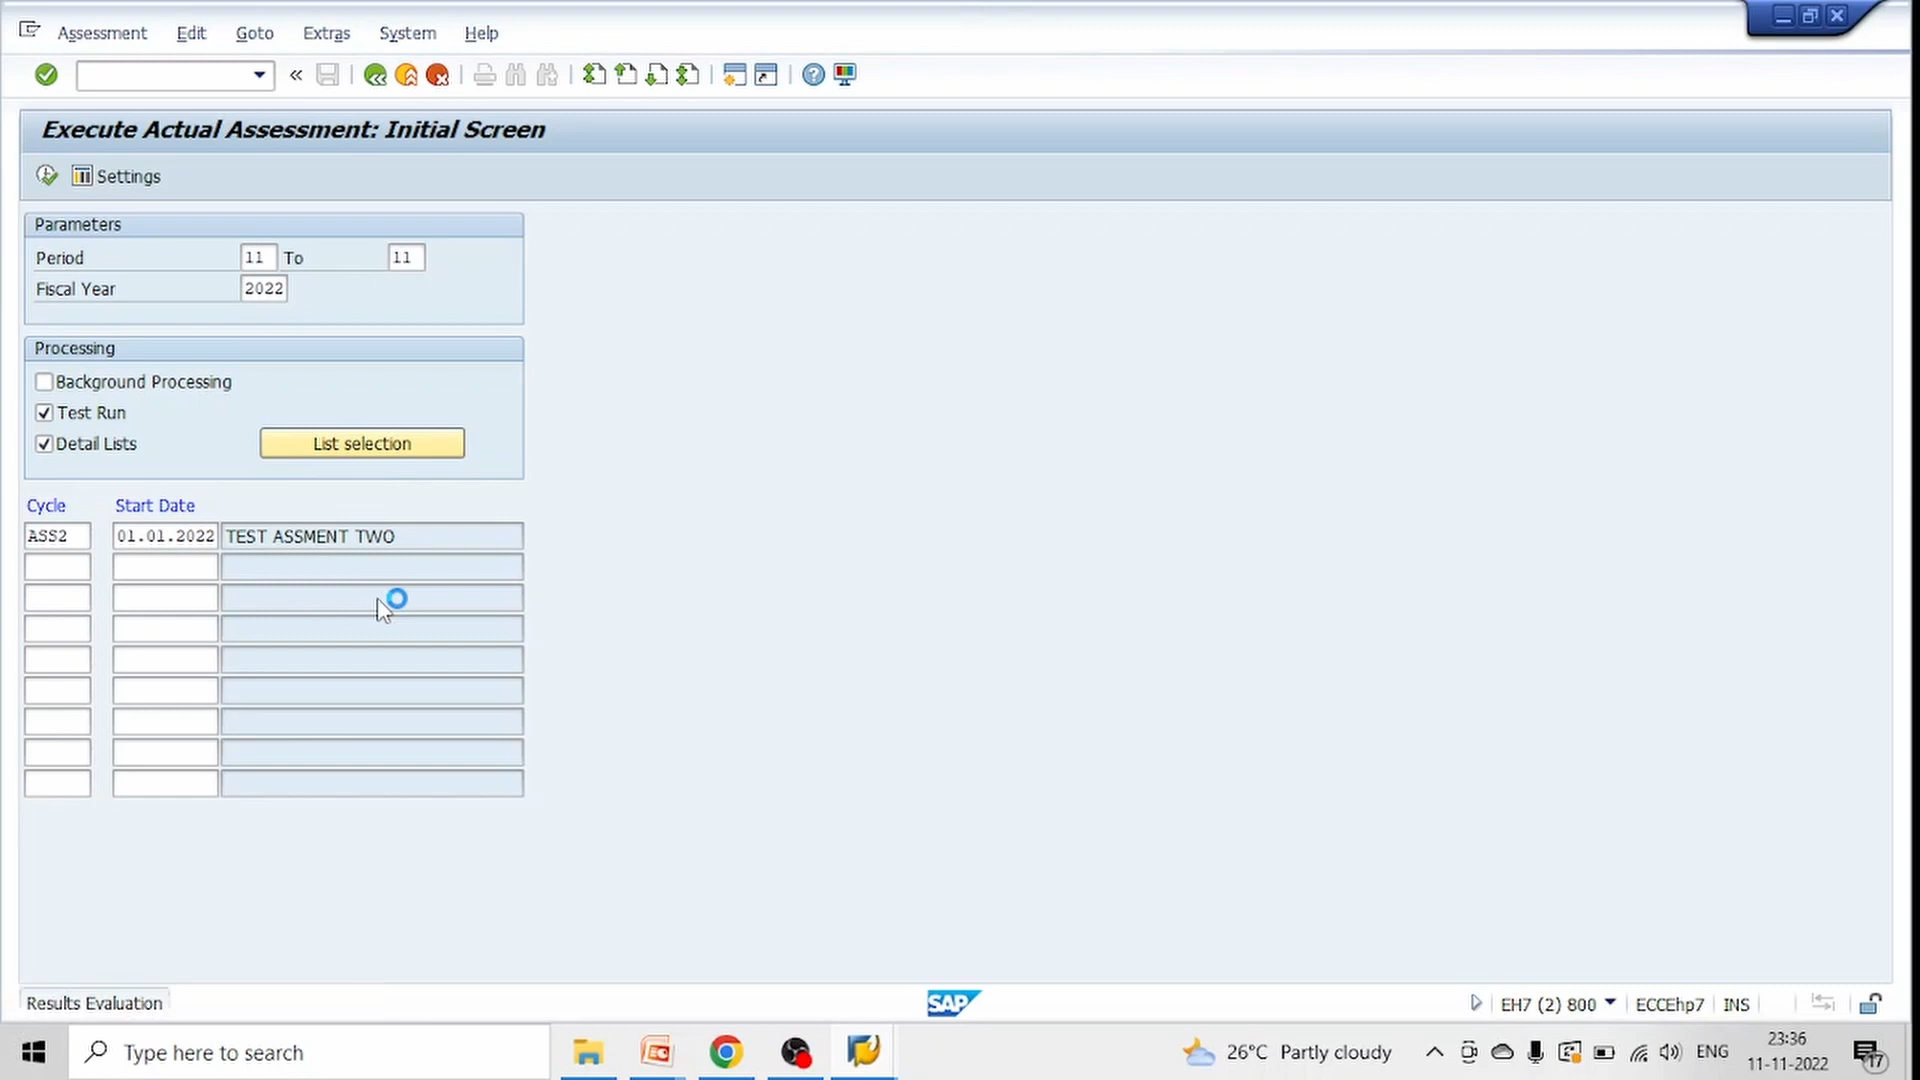 Assessment Edit Goto Extras System Help
Execute Actual Assessment: Initial Screen
Settings
Parameters
Period 11 To 11
Fiscal Year 2022
Processing
Background Processing
Test Run
Detail Lists List selection
Cycle Start Date
ASS2 01.01.2022 TEST ASSMENT TWO
Results Evaluation SAP EH7 (2) 800 ECCEhp7 INS
Type here to search 26°C Partly cloudy ENG 23:36
11-11-2022 17